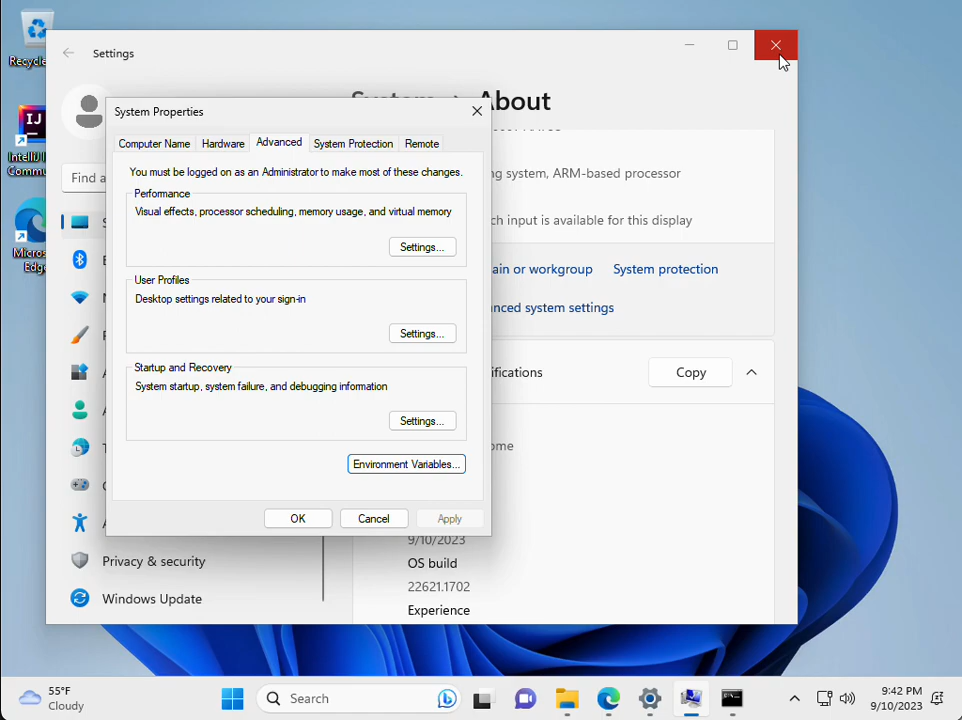 Recycle
IntelliJ I
Commu
Micros
Edge
Settings
System
About
Find a
System Properties
Computer Name
Hardware
Advanced
System Protection
Remote
You must be logged on as an Administrator to make most of these changes.
Performance
Visual effects, processor scheduling, memory usage, and virtual memory
Settings...
User Profiles
Desktop settings related to your sign-in
Settings...
Startup and Recovery
System startup, system failure, and debugging information
Settings...
Environment Variables...
OK
Cancel
Apply
ng system, ARM-based processor
ch input is available for this display
ain or workgroup
System protection
nced system settings
ifications
Copy
ome
9/10/2023
OS build
22621.1702
Experience
Privacy & security
Windows Update
55°F
Cloudy
Search
9:42 PM
9/10/2023